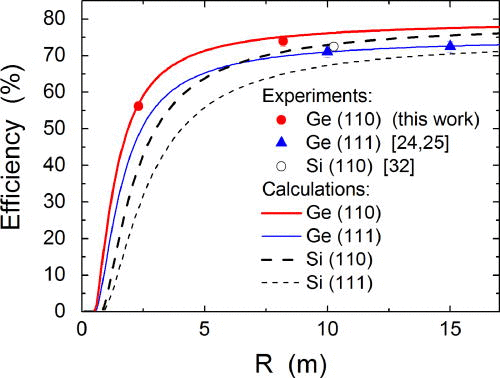 80
70
60
50
40
30
20
10
0
Efficiency (%)
Experiments:
Ge (110) (this work)
Ge (111) [24,25]
Si (110) [32]
Calculations:
Ge (110)
Ge (111)
Si (110)
Si (111)
0 5 10 15
R (m)